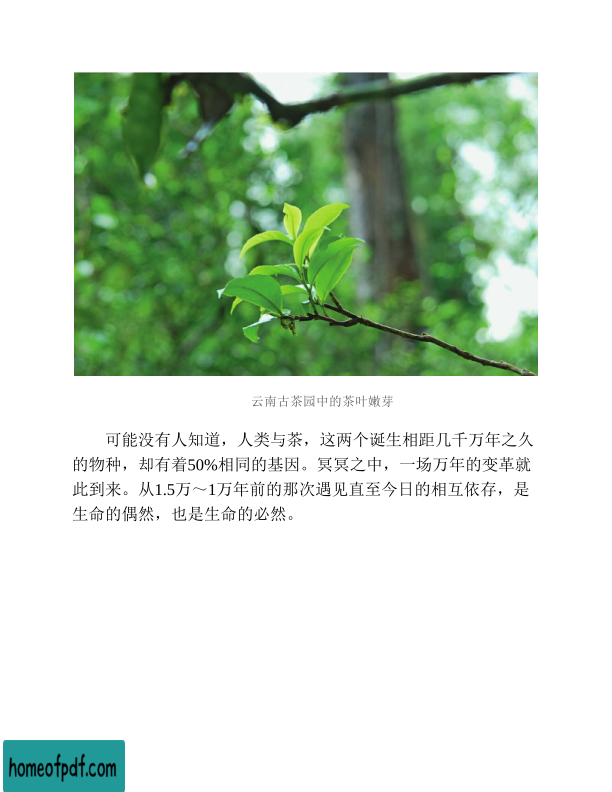 云南古茶园中的茶叶嫩芽
可能没有人知道，人类与茶，这两个诞生相距几千万年之久
的物种，却有着50%相同的基因。冥冥之中，一场万年的变革就
此到来。从1.5万～1万年前的那次遇见直至今日的相互依存，是
生命的偶然，也是生命的必然。
homeofpdf.com